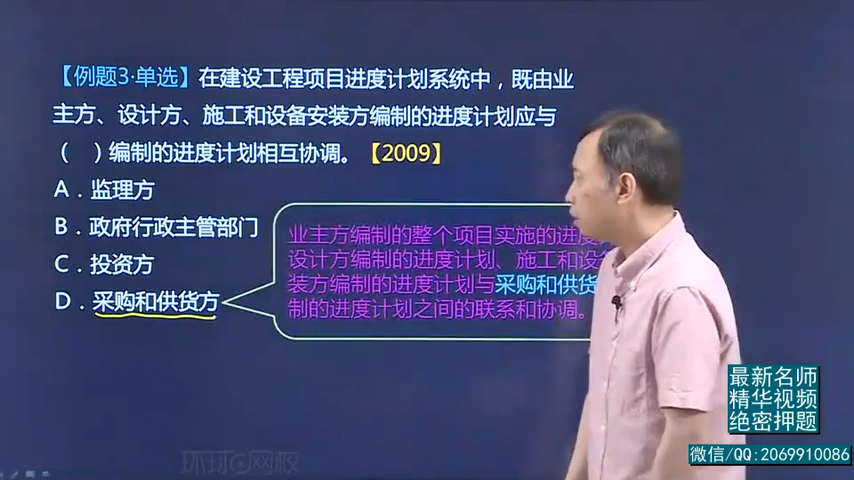 【例题3·单选】在建设工程项目进度计划系统中，既由业
主方、设计方、施工和设备安装方编制的进度计划应与
（　）编制的进度计划相互协调。【2009】
A．监理方
B．政府行政主管部门
C．投资方
D．采购和供货方
业主方编制的整个项目实施的进度
设计方编制的进度计划、施工和设
装方编制的进度计划与采购和供货
制的进度计划之间的联系和协调。
环球网校
最新名师
精华视频
绝密押题
微信/QQ:2069910086